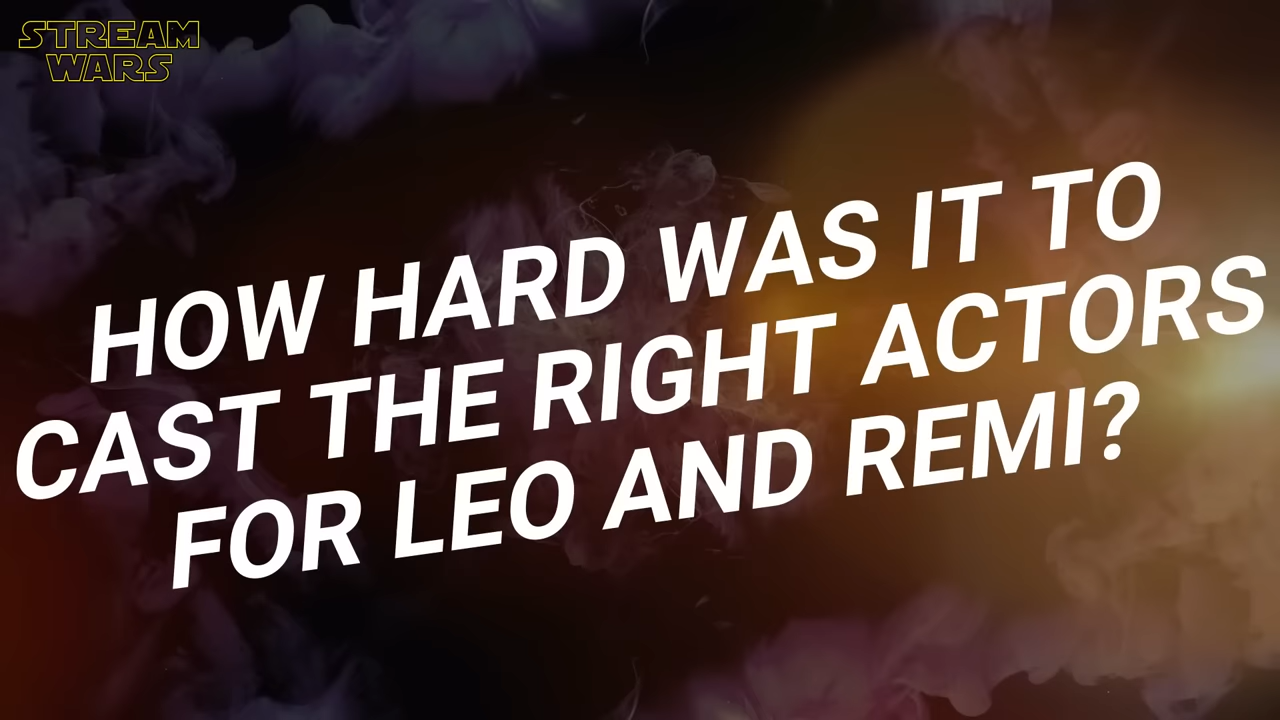 STREAM
WARS
HOW HARD WAS IT TO
CAST THE RIGHT ACTORS
FOR LEO AND REMI?